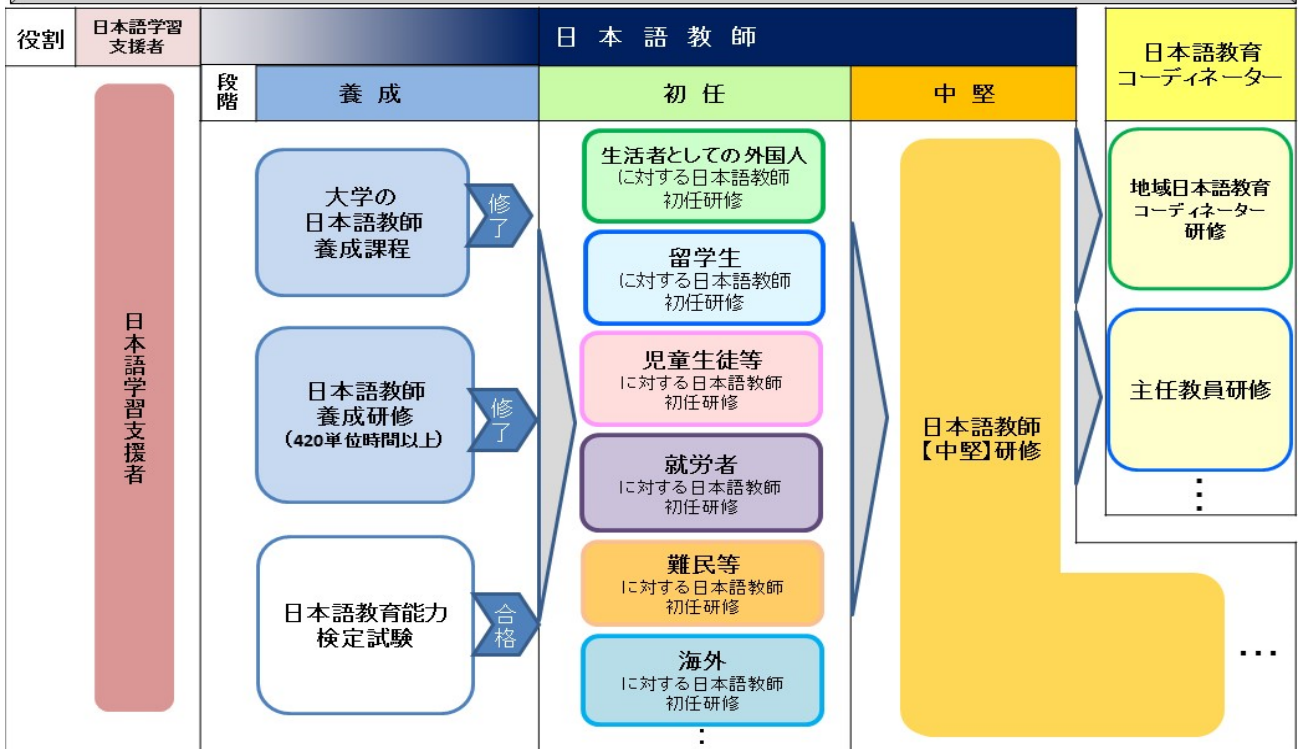 役割
日本語学習
支援者
日本語教師
日本語教育
コーディネーター
段
階
養成
初任
中堅
日本語学習支援者
大学の
日本語教師
養成課程
修
了
日本語教師
養成研修
(420単位時間以上)
修
了
日本語教育能力
検定試験
合
格
生活者としての外国人
に対する日本語教師
初任研修
留学生
に対する日本語教師
初任研修
児童生徒等
に対する日本語教師
初任研修
就労者
に対する日本語教師
初任研修
難民等
に対する日本語教師
初任研修
海外
に対する日本語教師
初任研修
⋮
日本語教師
【中堅】研修
地域日本語教育
コーディネーター
研修
主任教員研修
⋮
…